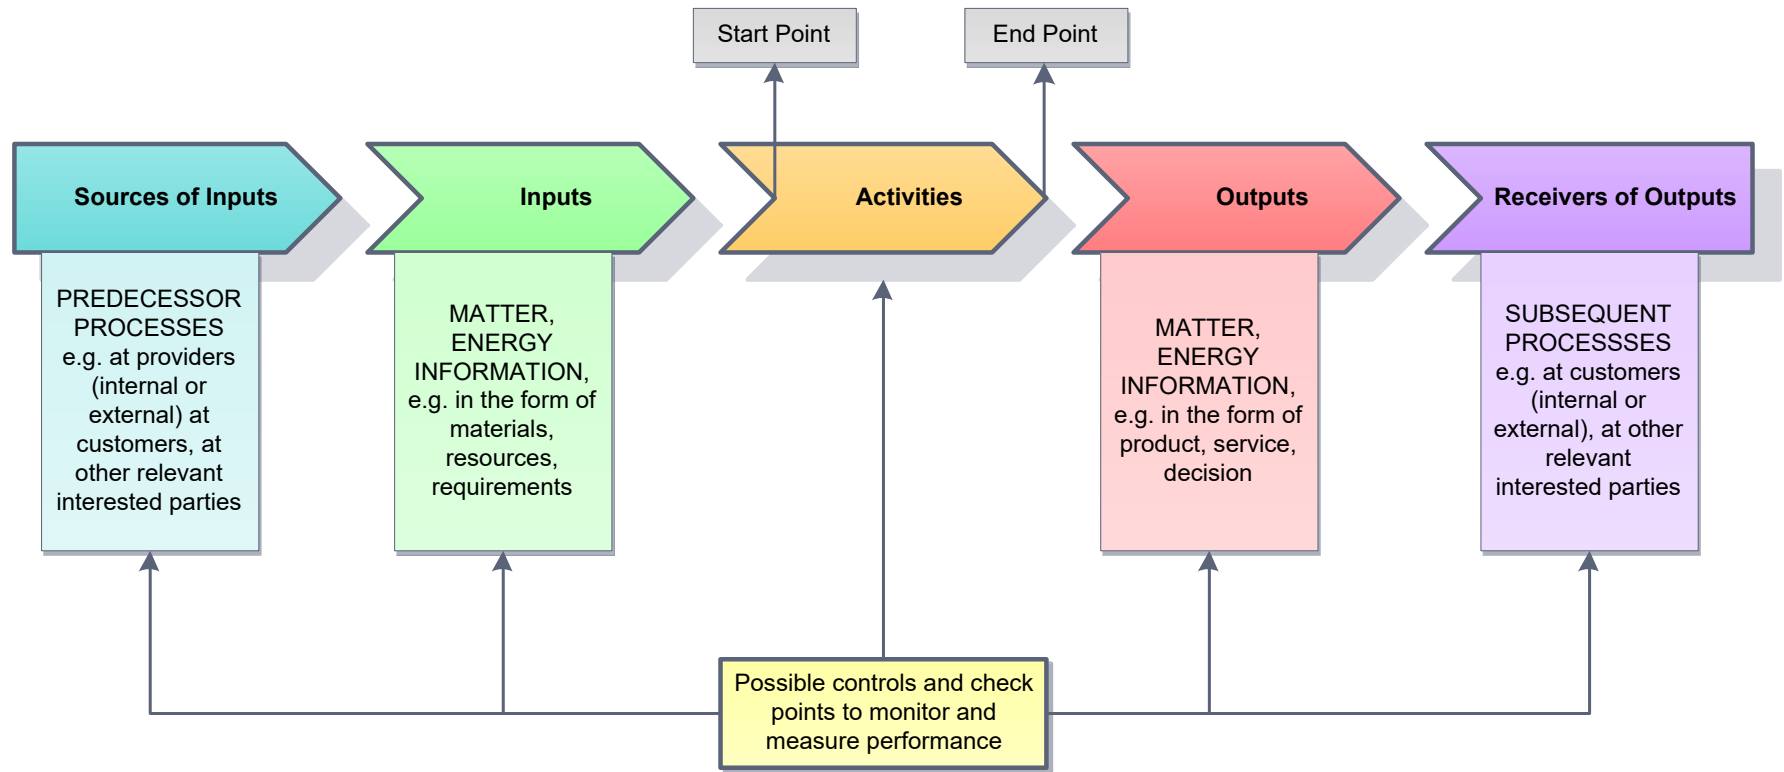 Start Point
End Point
Sources of Inputs
Inputs
Activities
Outputs
Receivers of Outputs
PREDECESSOR
PROCESSES
e.g. at providers
(internal or
external) at
customers, at
other relevant
interested parties
MATTER,
ENERGY
INFORMATION,
e.g. in the form of
materials,
resources,
requirements
MATTER,
ENERGY
INFORMATION,
e.g. in the form of
product, service,
decision
SUBSEQUENT
PROCESSSES
e.g. at customers
(internal or
external), at other
relevant
interested parties
Possible controls and check
points to monitor and
measure performance